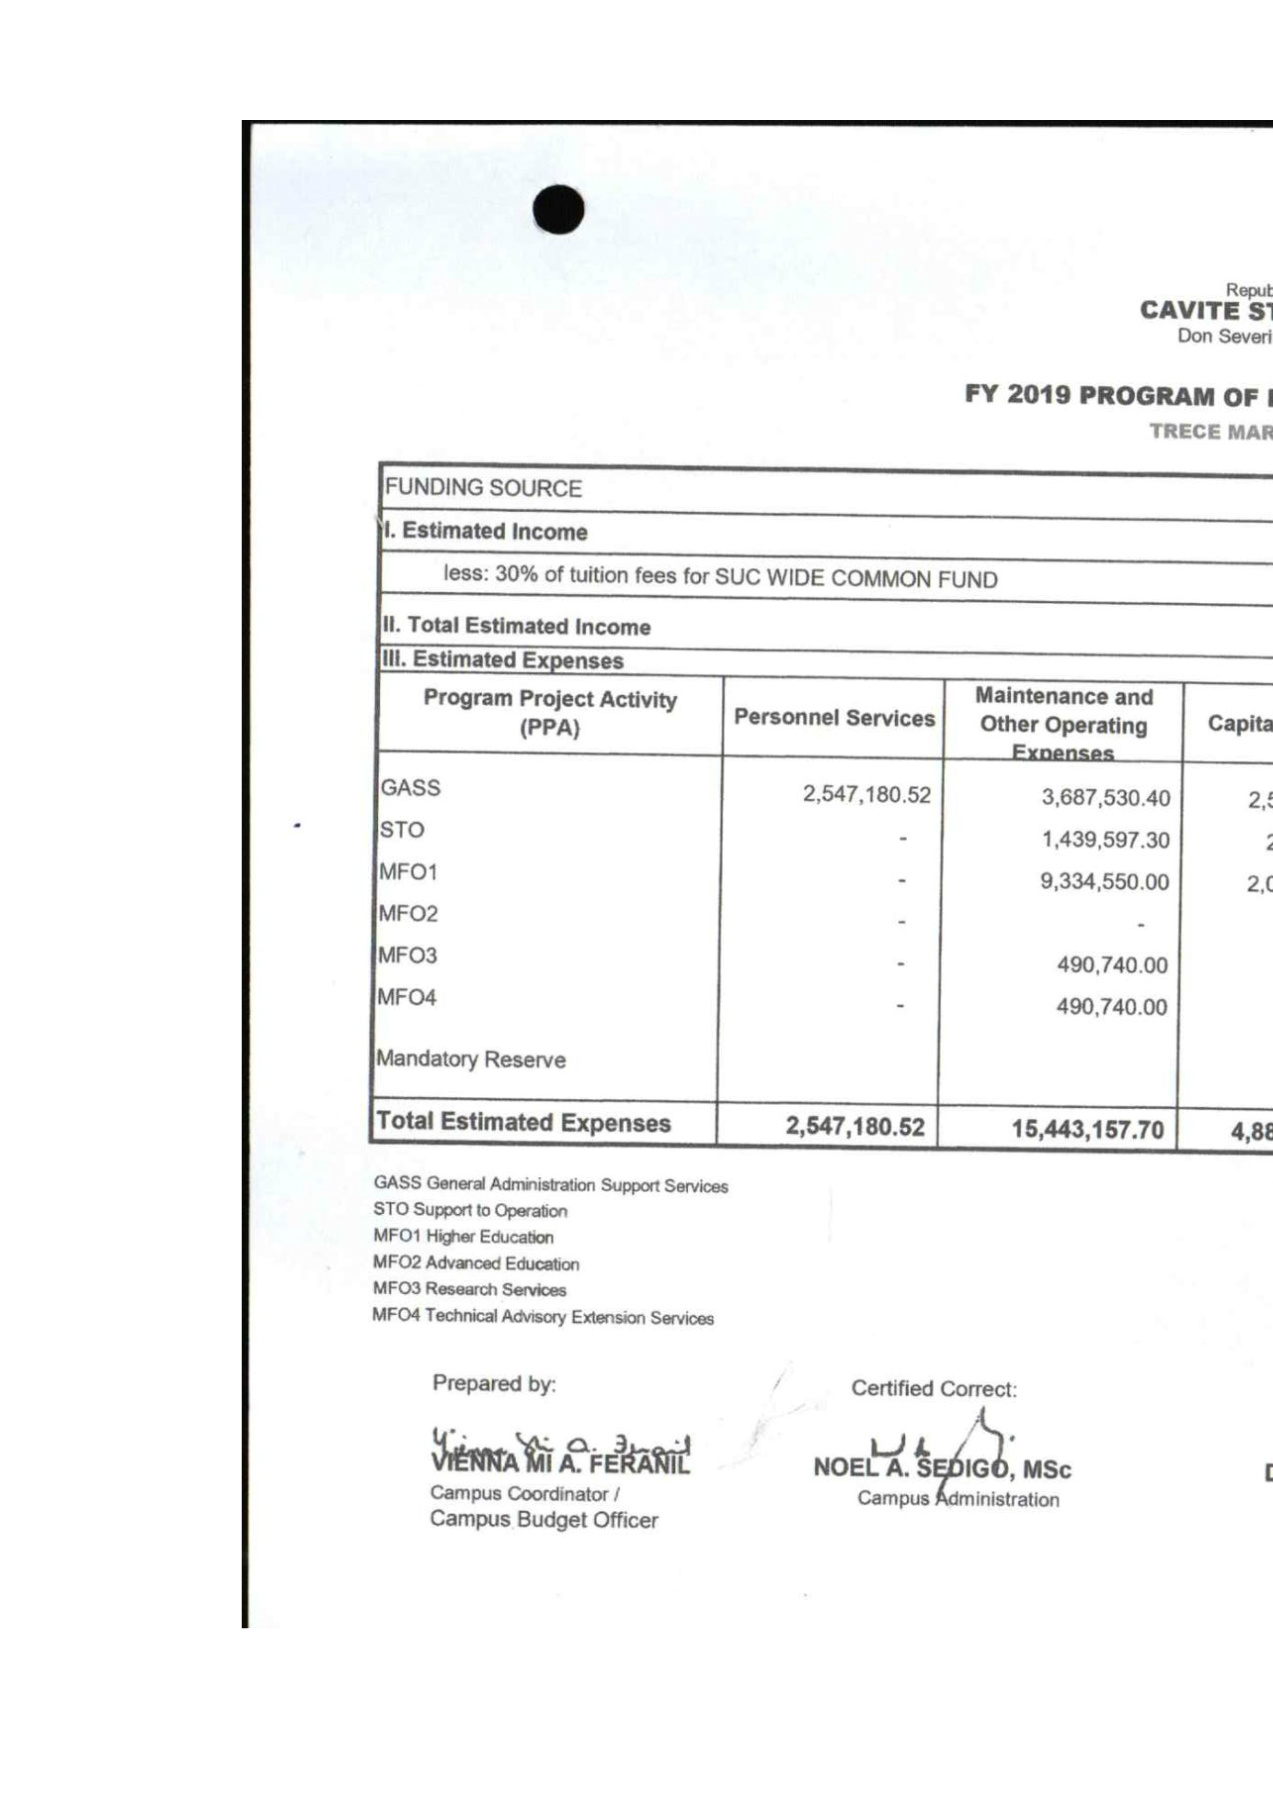 Repub
CAVITE ST
Don Severi
FY 2019 PROGRAM OF
TRECE MAR
FUNDING SOURCE
I. Estimated Income
less: 30% of tuition fees for SUC WIDE COMMON FUND
II. Total Estimated Income
III. Estimated Expenses
Program Project Activity (PPA) Personnel Services Maintenance and Other Operating Expenses Capita
GASS 2,547,180.52 3,687,530.40 2,5
STO - 1,439,597.30 2
MFO1 - 9,334,550.00 2,0
MFO2 - -
MFO3 - 490,740.00
MFO4 - 490,740.00
Mandatory Reserve
Total Estimated Expenses 2,547,180.52 15,443,157.70 4,88
GASS General Administration Support Services
STO Support to Operation
MFO1 Higher Education
MFO2 Advanced Education
MFO3 Research Services
MFO4 Technical Advisory Extension Services
Prepared by: Certified Correct:
VIENNA MI A. FERANIL NOEL A. SEDIGO, MSc
Campus Coordinator / Campus Administration
Campus Budget Officer